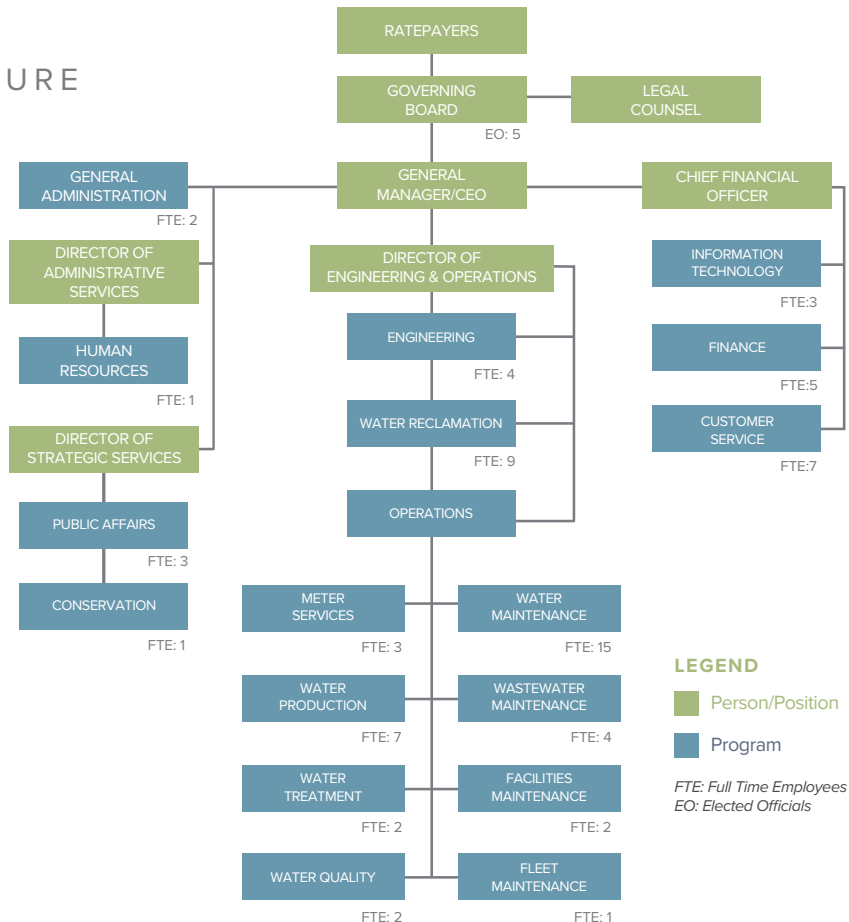 URE
RATEPAYERS
GOVERNING
BOARD
EO: 5
LEGAL
COUNSEL
GENERAL
ADMINISTRATION
FTE: 2
GENERAL
MANAGER/CEO
CHIEF FINANCIAL
OFFICER
DIRECTOR OF
ADMINISTRATIVE
SERVICES
HUMAN
RESOURCES
FTE: 1
DIRECTOR OF
STRATEGIC SERVICES
PUBLIC AFFAIRS
FTE: 3
CONSERVATION
FTE: 1
DIRECTOR OF
ENGINEERING & OPERATIONS
ENGINEERING
FTE: 4
WATER RECLAMATION
FTE: 9
OPERATIONS
INFORMATION
TECHNOLOGY
FTE:3
FINANCE
FTE:5
CUSTOMER
SERVICE
FTE:7
METER
SERVICES
FTE: 3
WATER
MAINTENANCE
FTE: 15
WATER
PRODUCTION
FTE: 7
WASTEWATER
MAINTENANCE
FTE: 4
WATER
TREATMENT
FTE: 2
FACILITIES
MAINTENANCE
FTE: 2
WATER QUALITY
FTE: 2
FLEET
MAINTENANCE
FTE: 1
LEGEND
Person/Position
Program
FTE: Full Time Employees
EO: Elected Officials